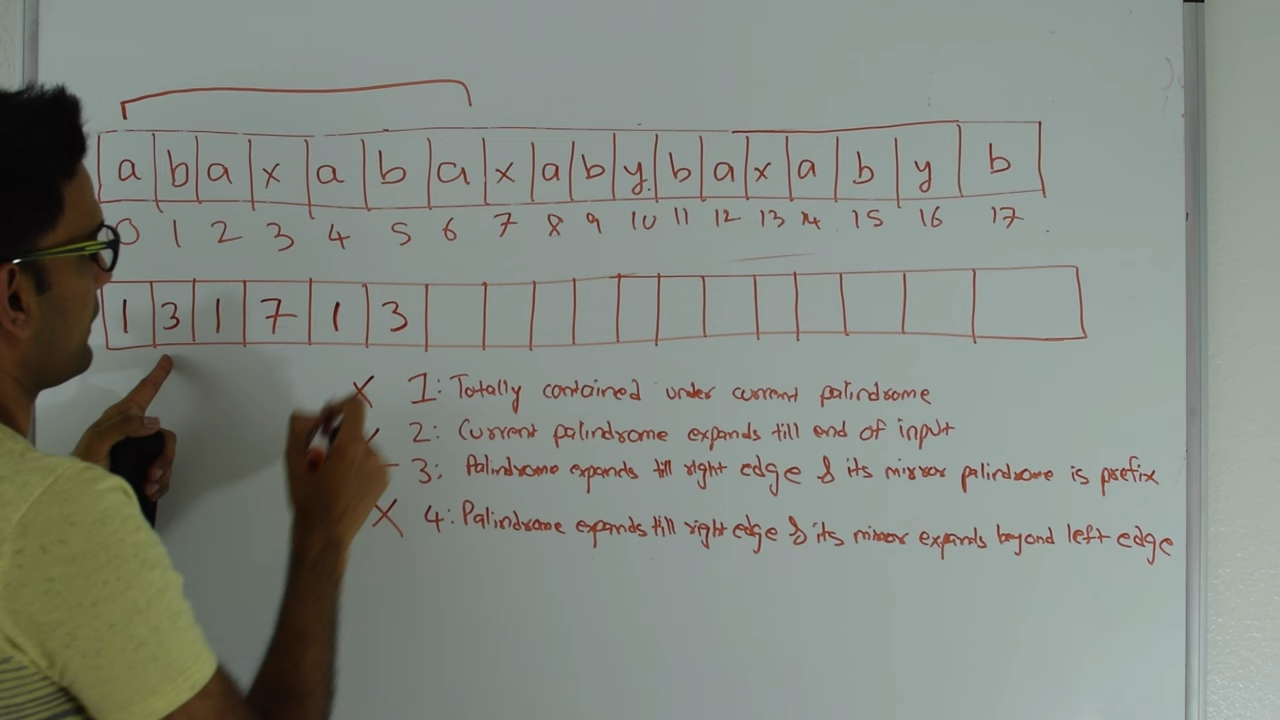 a b a x a b a x a b y b a x a b y b
0 1 2 3 4 5 6 7 8 9 10 11 12 13 14 15 16 17
1 3 1 7 1 3
X 1: Totally contained under current palindrome
2: Current palindrome expands till end of input
- 3: Palindrome expands till right edge & its mirror palindrome is prefix
X 4: Palindrome expands till right edge & its mirror expands beyond left edge